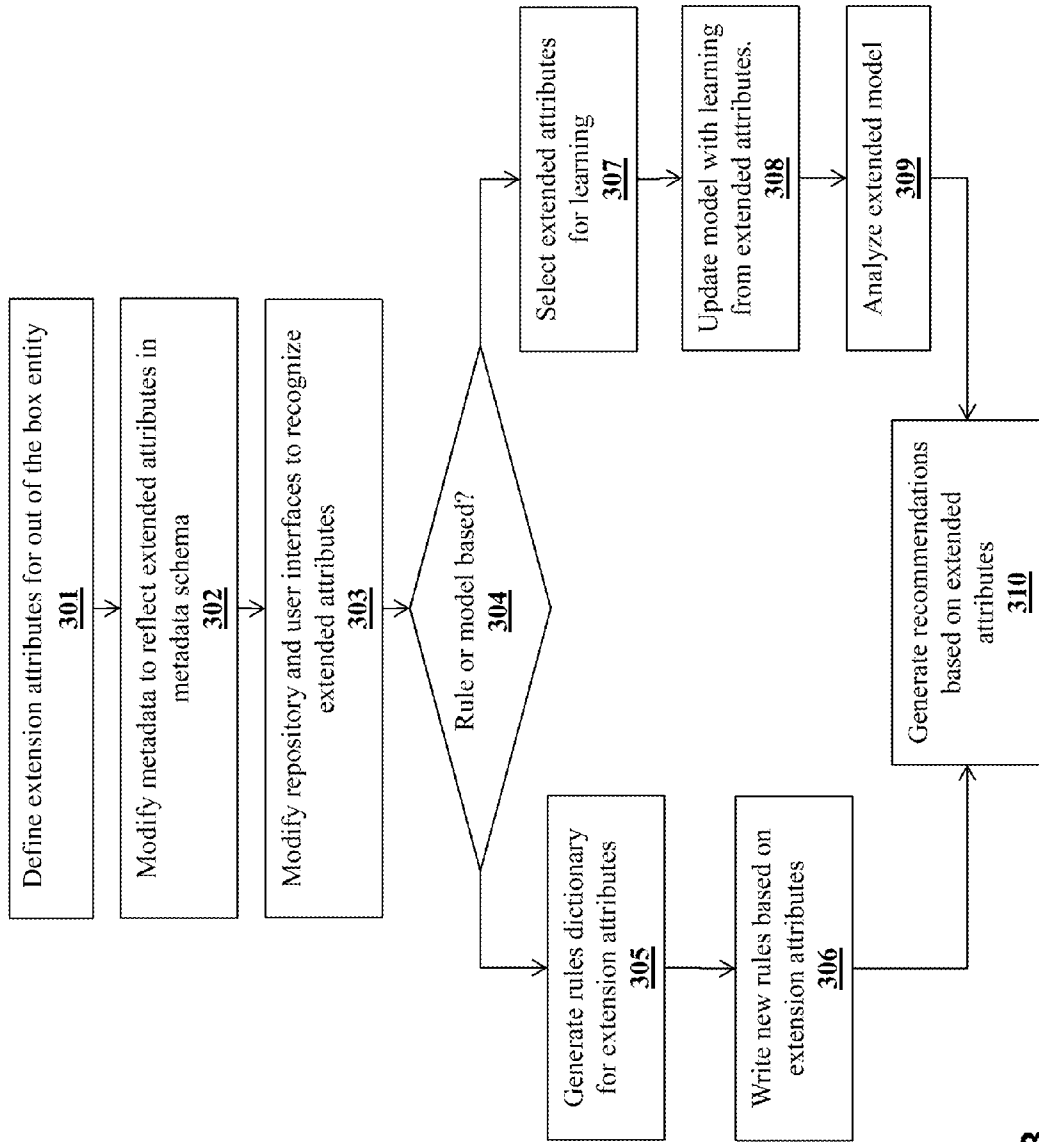 Define extension attributes for out of the box entity
301
Modify metadata to reflect extended attributes in
metadata schema
302
Modify repository and user interfaces to recognize
extended attributes
303
Rule or model based?
304
Generate rules dictionary
for extension attributes
305
Write new rules based on
extension attributes
306
Select extended attributes
for learning
307
Update model with learning
from extended attributes.
308
Analyze extended model
309
Generate recommendations
based on extended
attributes
310